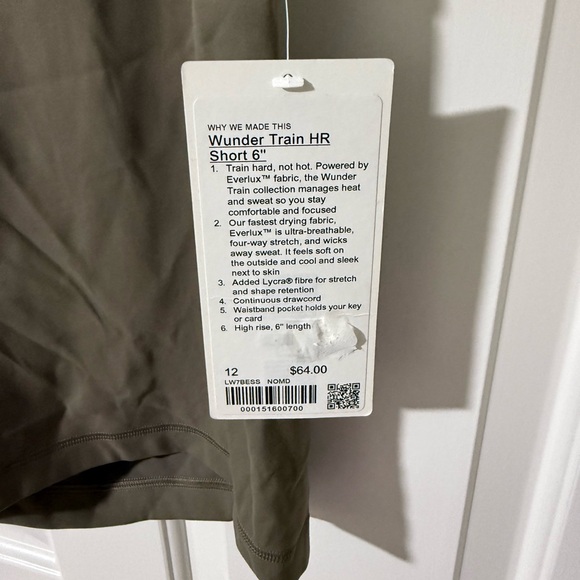 WHY WE MADE THIS
Wunder Train HR
Short 6"
1. Train hard, not hot. Powered by
Everlux™ fabric, the Wunder
Train collection manages heat
and sweat so you stay
comfortable and focused
2. Our fastest drying fabric,
Everlux™ is ultra-breathable,
four-way stretch, and wicks
away sweat. It feels soft on
the outside and cool and sleek
next to skin
3. Added Lycra® fibre for stretch
and shape retention
4. Continuous drawcord
5. Waistband pocket holds your key
or card
6. High rise, 6" length
12 $64.00
LW7BESS NOMD
000151600700